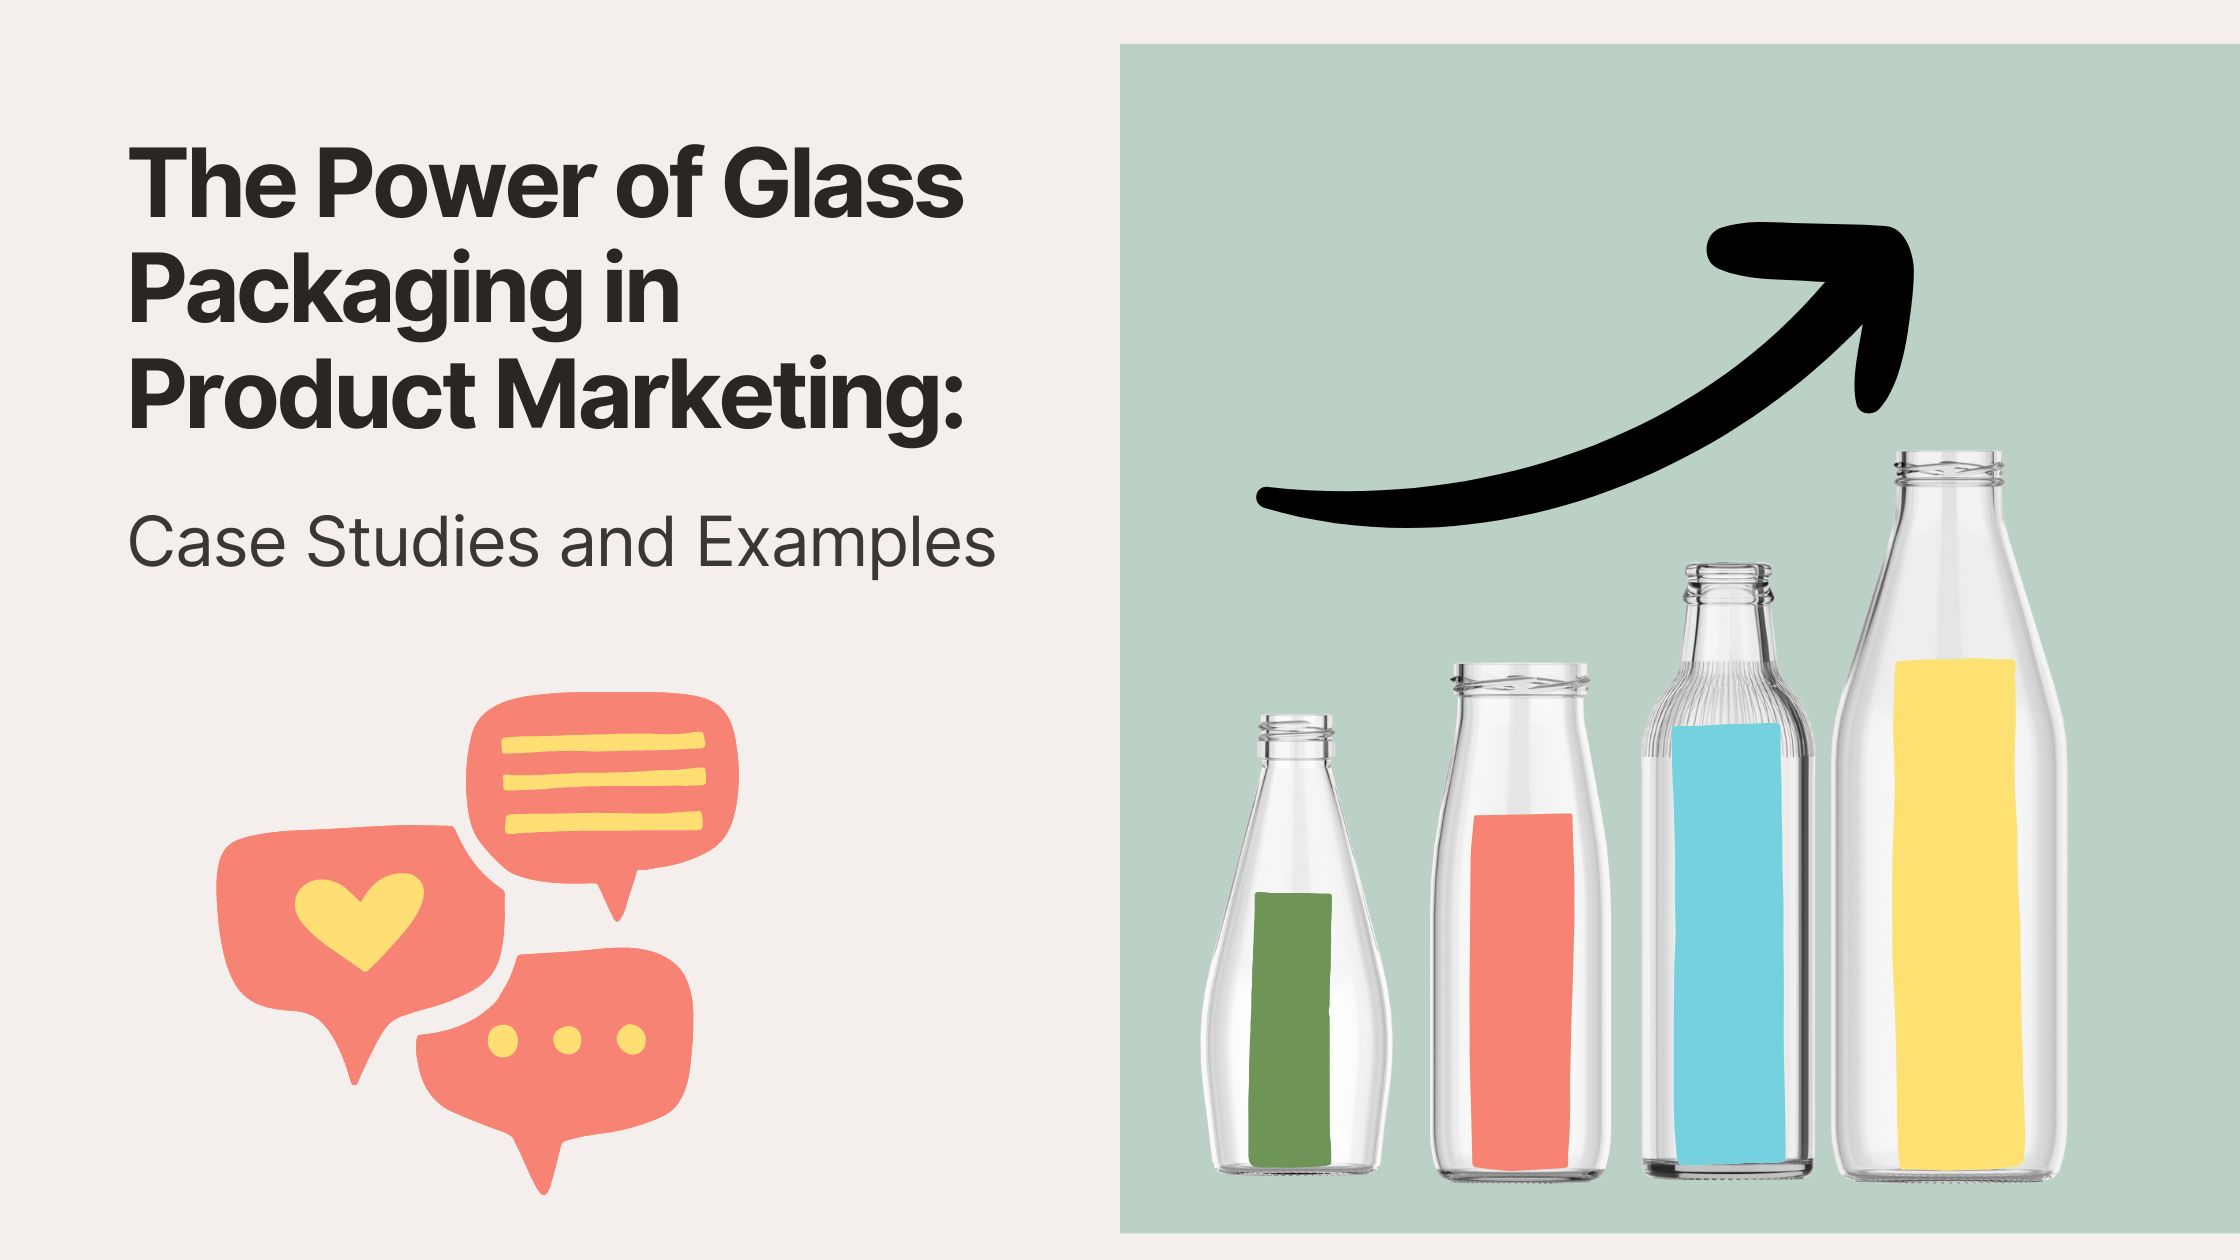 The Power of Glass
Packaging in
Product Marketing:
Case Studies and Examples